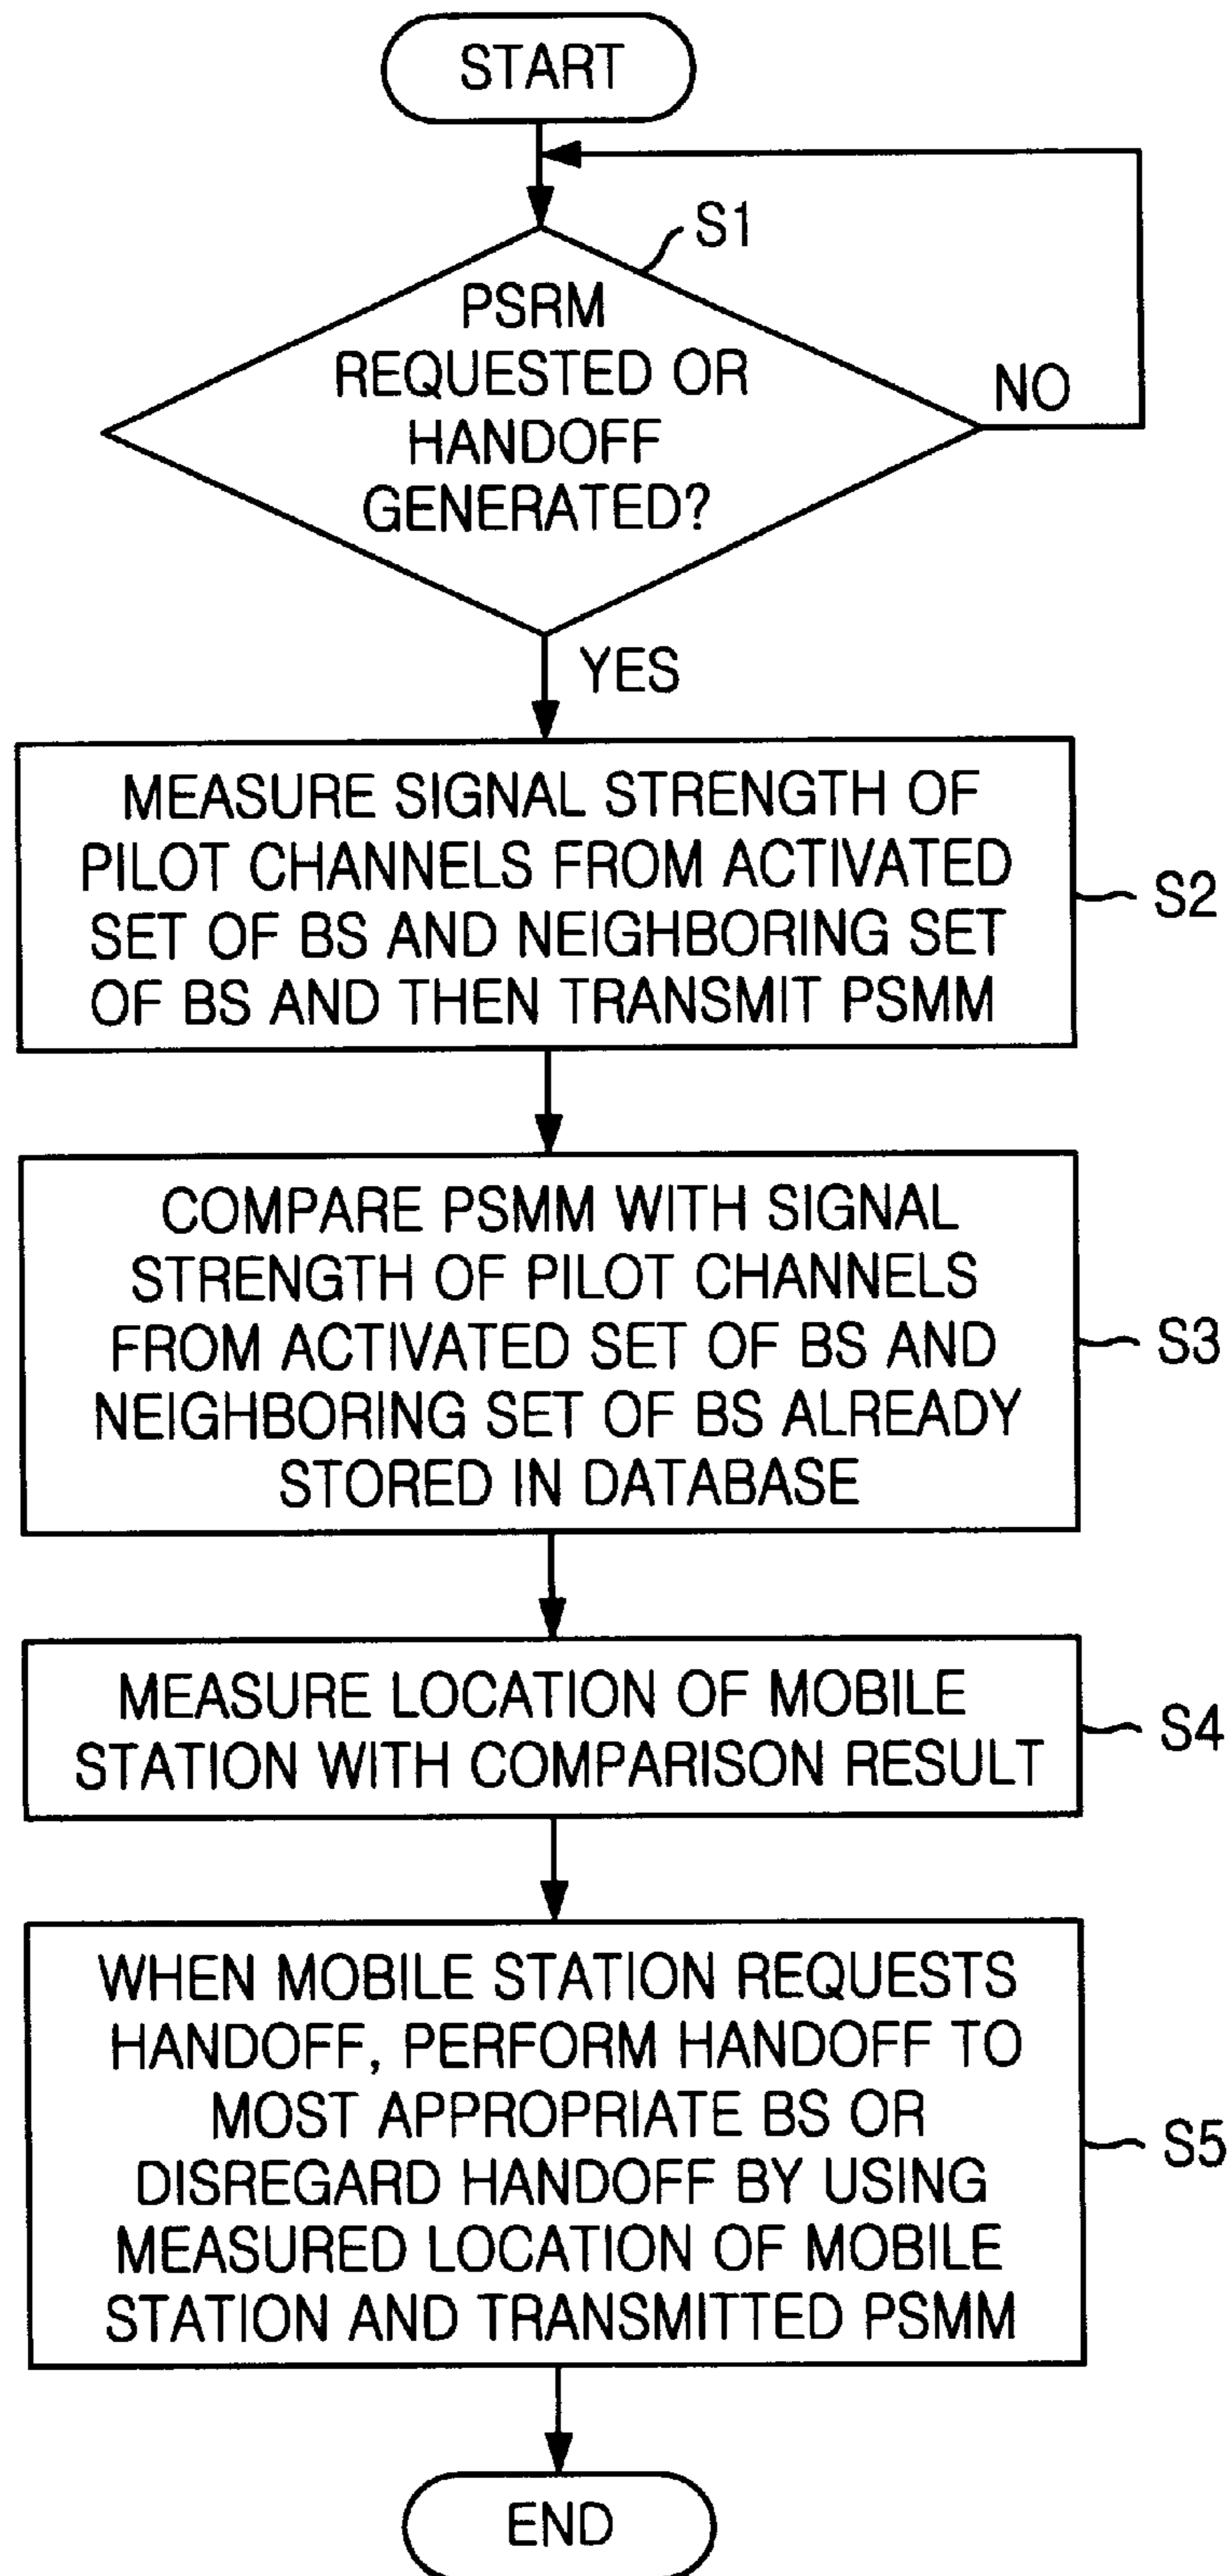 START
S1
PSRM
REQUESTED OR
HANDOFF
GENERATED?
NO
YES
MEASURE SIGNAL STRENGTH OF
PILOT CHANNELS FROM ACTIVATED
SET OF BS AND NEIGHBORING SET
OF BS AND THEN TRANSMIT PSMM
S2
COMPARE PSMM WITH SIGNAL
STRENGTH OF PILOT CHANNELS
FROM ACTIVATED SET OF BS AND
NEIGHBORING SET OF BS ALREADY
STORED IN DATABASE
S3
MEASURE LOCATION OF MOBILE
STATION WITH COMPARISON RESULT
S4
WHEN MOBILE STATION REQUESTS
HANDOFF, PERFORM HANDOFF TO
MOST APPROPRIATE BS OR
DISREGARD HANDOFF BY USING
MEASURED LOCATION OF MOBILE
STATION AND TRANSMITTED PSMM
S5
END